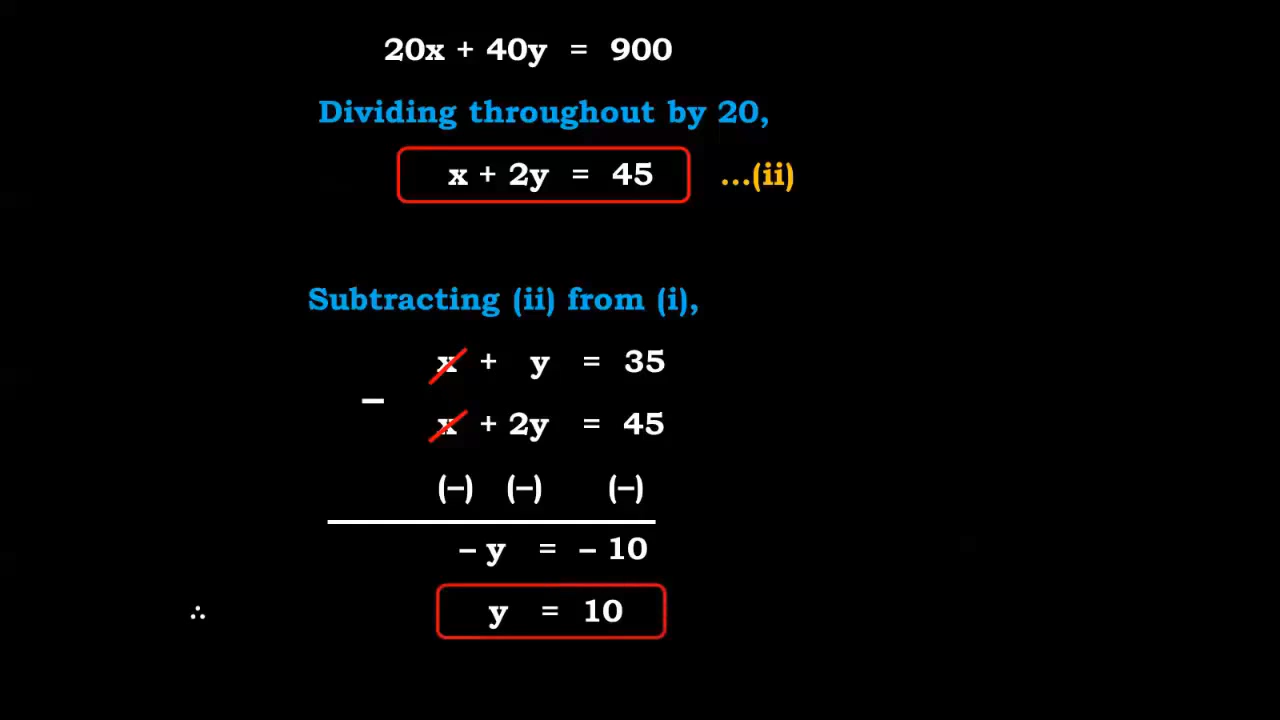 20x + 40y = 900
Dividing throughout by 20,
x + 2y = 45 ...(ii)
Subtracting (ii) from (i),
x + y = 35
–
x + 2y = 45
(–) (–) (–)
– y = – 10
∴ y = 10